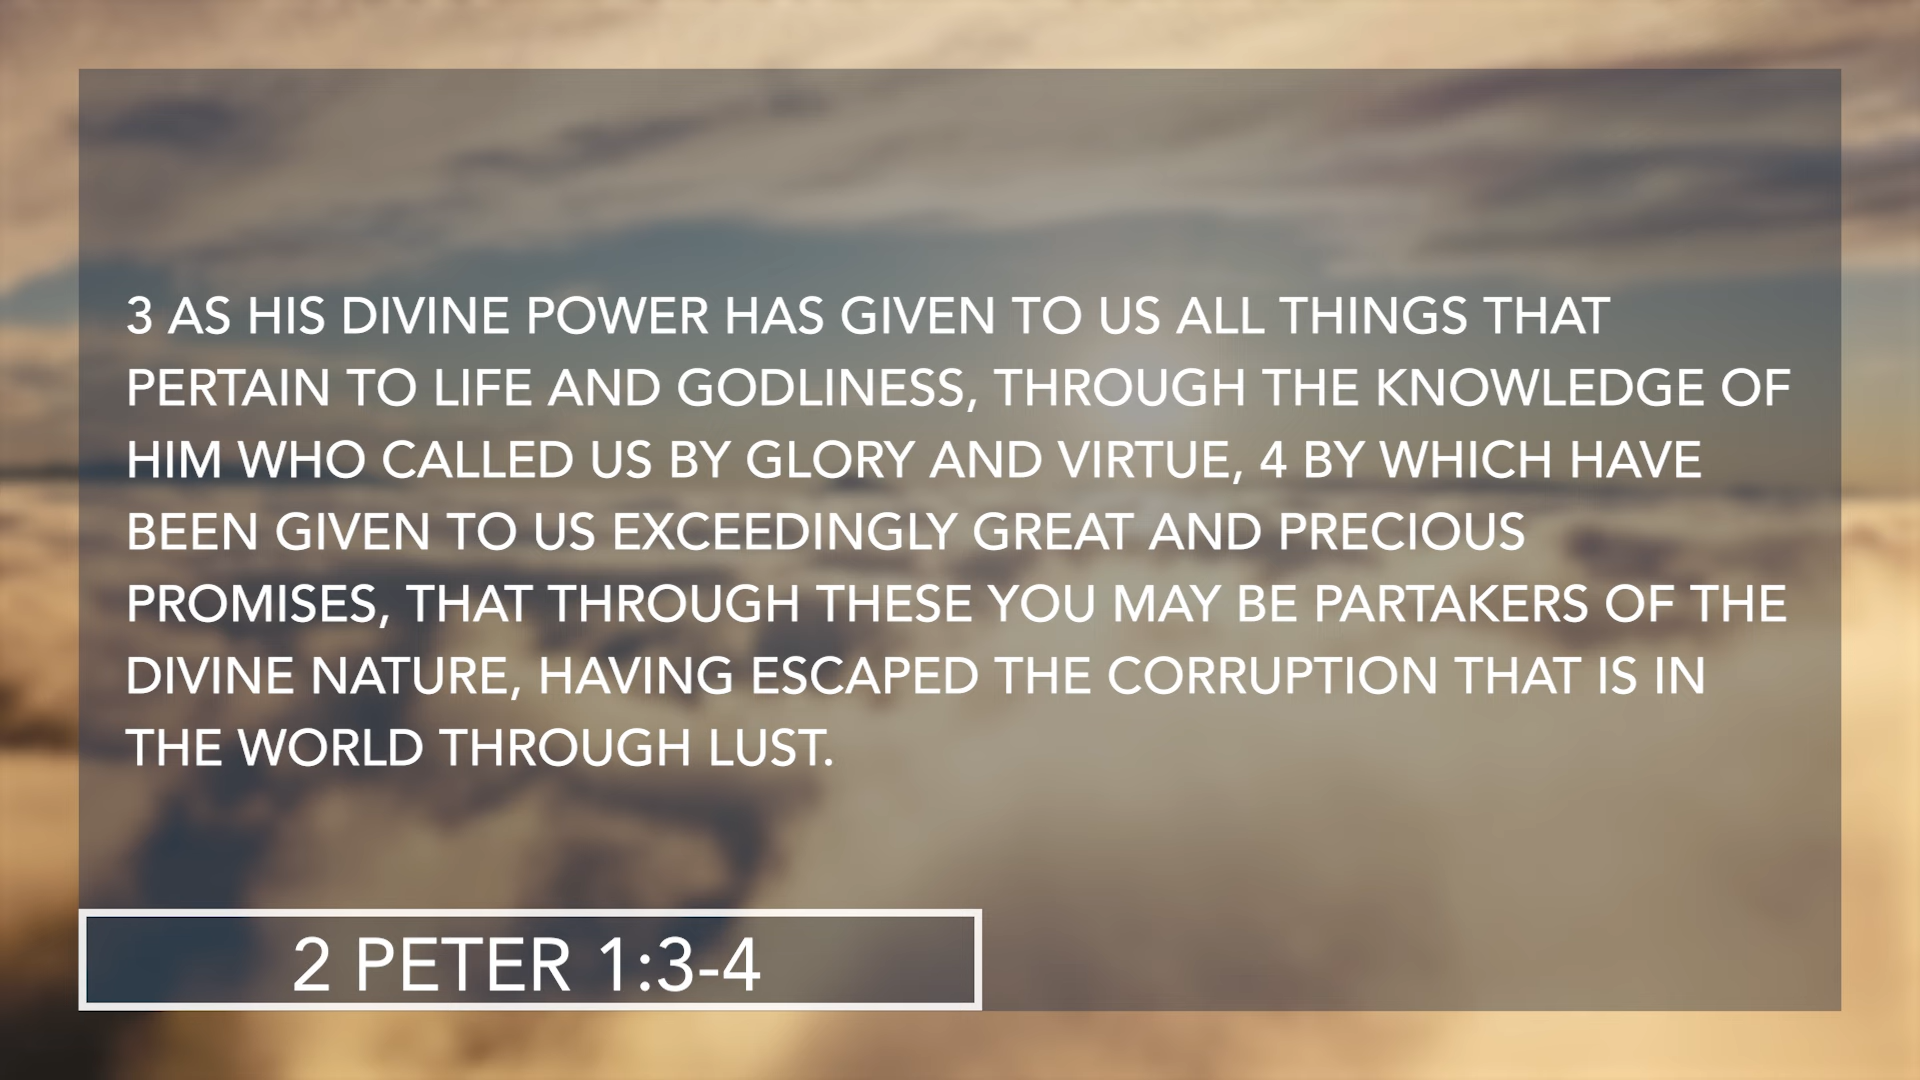 3 AS HIS DIVINE POWER HAS GIVEN TO US ALL THINGS THAT
PERTAIN TO LIFE AND GODLINESS, THROUGH THE KNOWLEDGE OF
HIM WHO CALLED US BY GLORY AND VIRTUE, 4 BY WHICH HAVE
BEEN GIVEN TO US EXCEEDINGLY GREAT AND PRECIOUS
PROMISES, THAT THROUGH THESE YOU MAY BE PARTAKERS OF THE
DIVINE NATURE, HAVING ESCAPED THE CORRUPTION THAT IS IN
THE WORLD THROUGH LUST.
2 PETER 1:3-4